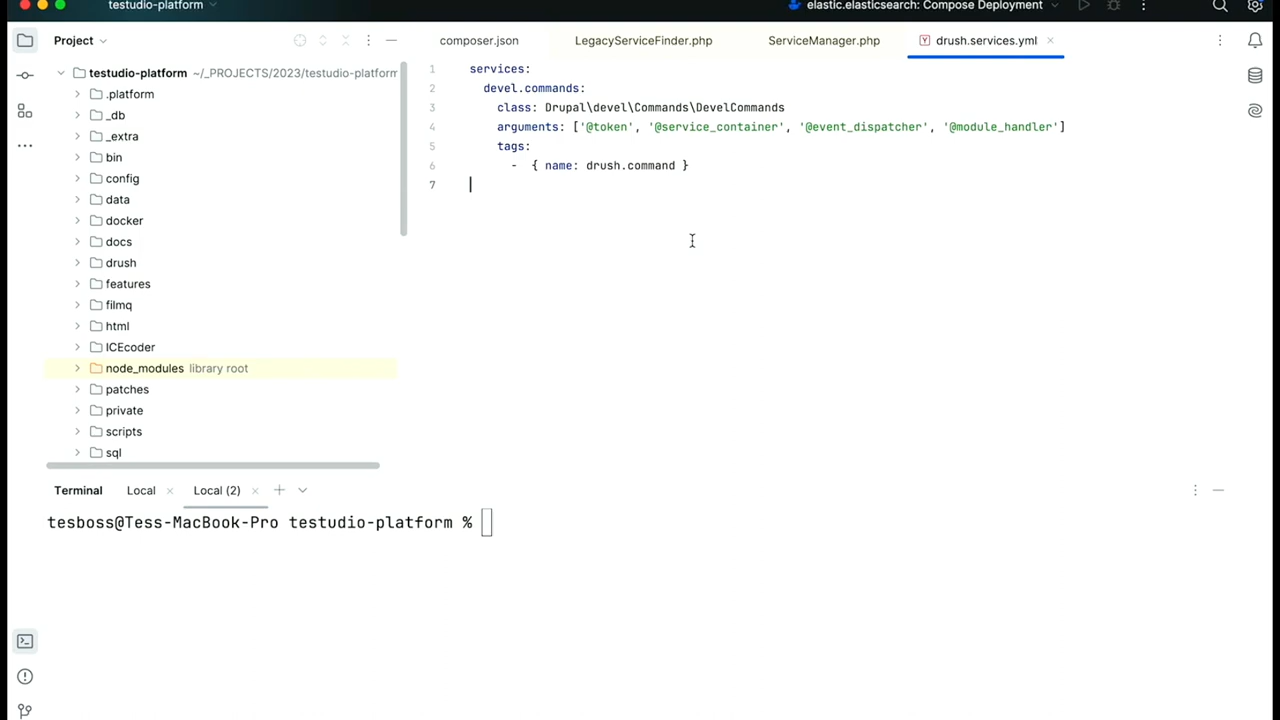 testudio-platform
elastic.elasticsearch: Compose Deployment
Project
composer.json
LegacyServiceFinder.php
ServiceManager.php
drush.services.yml
testudio-platform ~/_PROJECTS/2023/testudio-platform
.platform
_db
_extra
bin
config
data
docker
docs
drush
features
filmq
html
ICEcoder
node_modules library root
patches
private
scripts
sql
1 services:
2 devel.commands:
3 class: Drupal\devel\Commands\DevelCommands
4 arguments: ['@token', '@service_container', '@event_dispatcher', '@module_handler']
5 tags:
6 - { name: drush.command }
7
Terminal
Local
Local (2)
tesboss@Tess-MacBook-Pro testudio-platform %